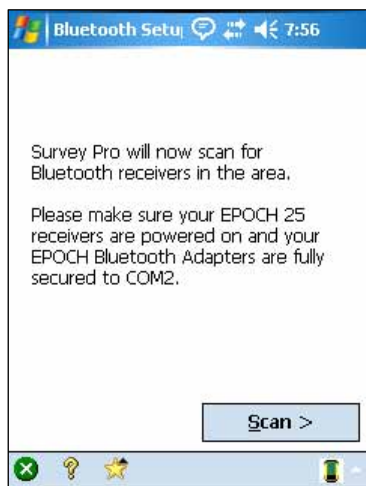 Bluetooth Setu 7:56
Survey Pro will now scan for
Bluetooth receivers in the area.
Please make sure your EPOCH 25
receivers are powered on and your
EPOCH Bluetooth Adapters are fully
secured to COM2.
Scan >